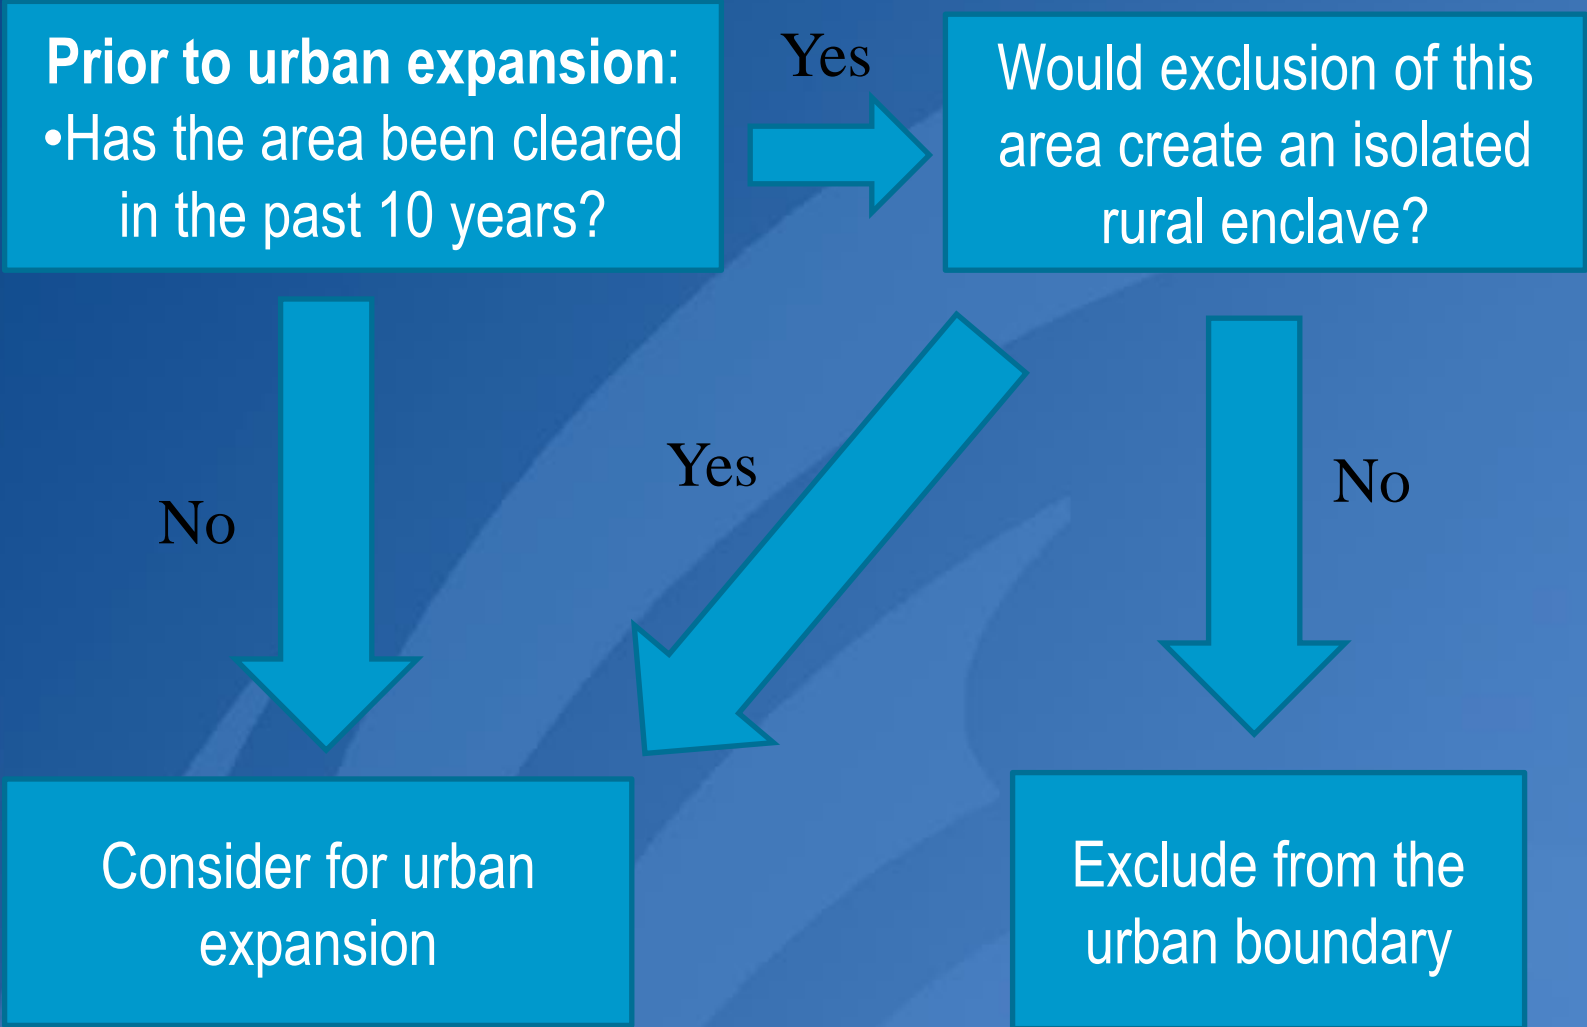 Prior to urban expansion:
•Has the area been cleared
in the past 10 years?
Yes
Would exclusion of this
area create an isolated
rural enclave?
No
Yes
No
Consider for urban
expansion
Exclude from the
urban boundary